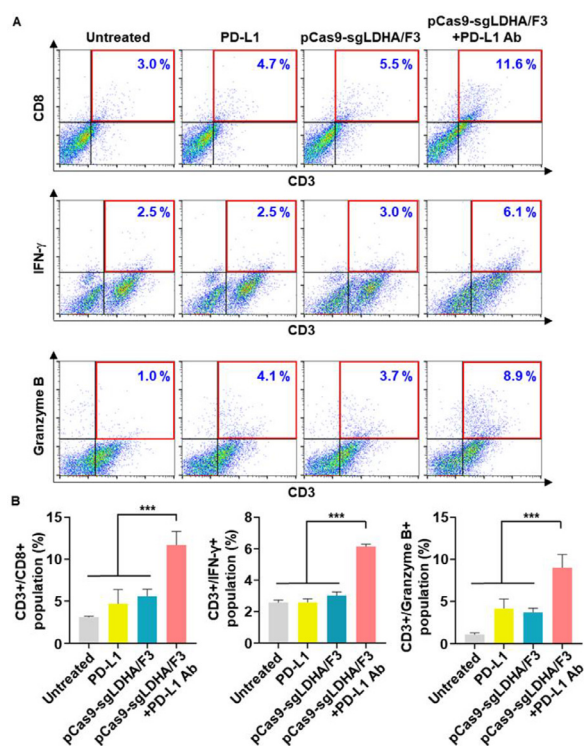 A
Untreated PD-L1 pCas9-sgLDHA/F3 pCas9-sgLDHA/F3
+PD-L1 Ab
CD8
3.0 % 4.7 % 5.5 % 11.6 %
CD3
IFN-γ
2.5 % 2.5 % 3.0 % 6.1 %
CD3
Granzyme B
1.0 % 4.1 % 3.7 % 8.9 %
CD3
B
CD3+/CD8+
population (%)
15
10
5
0
***
Untreated
PD-L1
pCas9-sgLDHA/F3
pCas9-sgLDHA/F3
+PD-L1 Ab
CD3+/IFN-γ+
population (%)
8
6
4
2
0
***
Untreated
PD-L1
pCas9-sgLDHA/F3
pCas9-sgLDHA/F3
+PD-L1 Ab
CD3+/Granzyme B+
population (%)
15
10
5
0
***
Untreated
PD-L1
pCas9-sgLDHA/F3
pCas9-sgLDHA/F3
+PD-L1 Ab